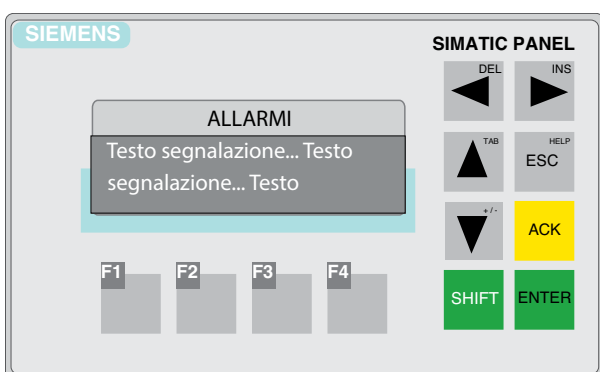 SIEMENS
SIMATIC PANEL
DEL
INS
ALLARMI
Testo segnalazione... Testo
segnalazione... Testo
TAB
HELP
ESC
+ / -
ACK
F1
F2
F3
F4
SHIFT
ENTER